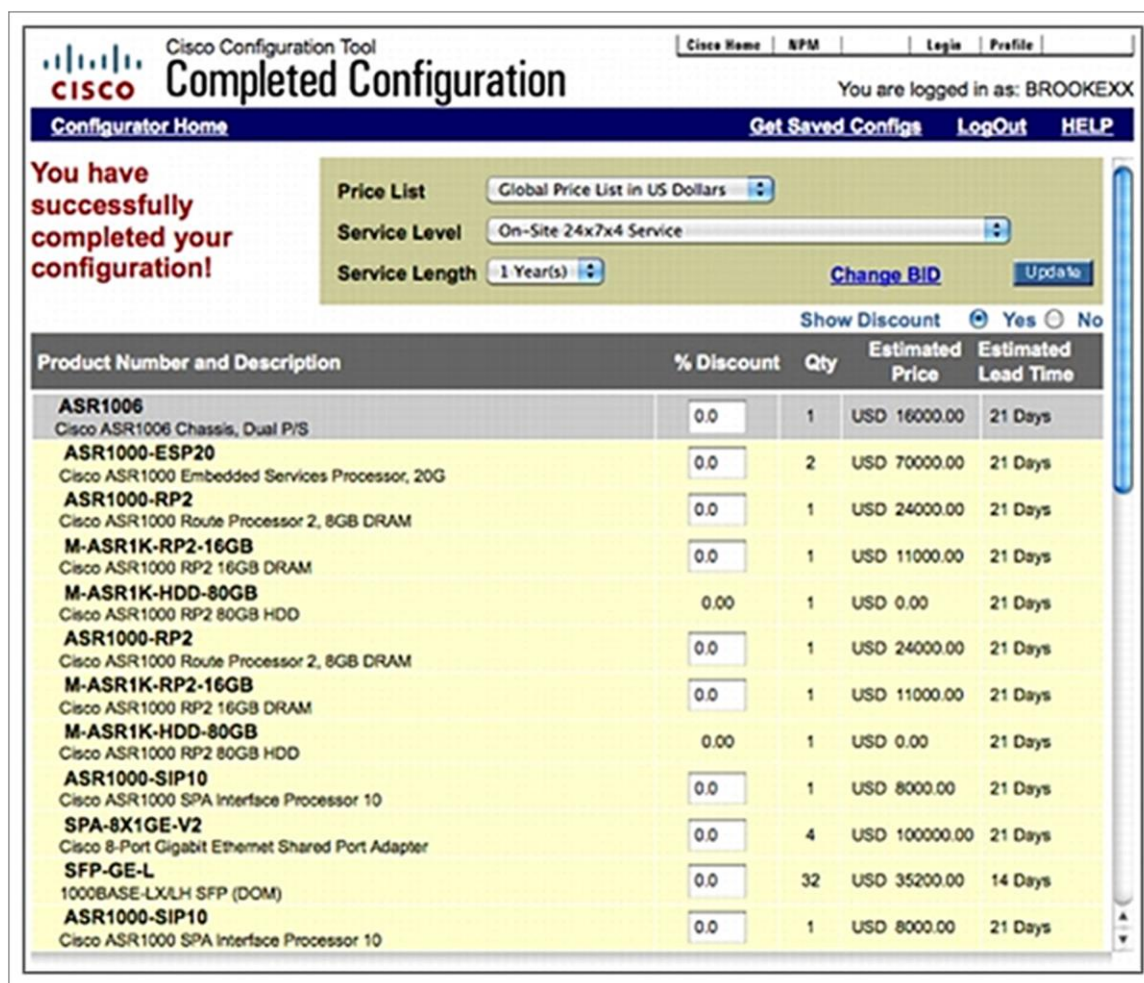 Cisco Configuration Tool
Cisco Home NPM Login Profile
CISCO
Completed Configuration
You are logged in as: BROOKEXX
Configurator Home Get Saved Configs LogOut HELP
You have
successfully
completed your
configuration!
Price List Global Price List in US Dollars
Service Level On-Site 24x7x4 Service
Service Length 1 Year(s) Change BID Update
Show Discount Yes No
Product Number and Description % Discount Qty Estimated Price Estimated Lead Time
ASR1006
Cisco ASR1006 Chassis, Dual P/S
0.0 1 USD 16000.00 21 Days
ASR1000-ESP20
Cisco ASR1000 Embedded Services Processor, 20G
0.0 2 USD 70000.00 21 Days
ASR1000-RP2
Cisco ASR1000 Route Processor 2, 8GB DRAM
0.0 1 USD 24000.00 21 Days
M-ASR1K-RP2-16GB
Cisco ASR1000 RP2 16GB DRAM
0.0 1 USD 11000.00 21 Days
M-ASR1K-HDD-80GB
Cisco ASR1000 RP2 80GB HDD
0.00 1 USD 0.00 21 Days
ASR1000-RP2
Cisco ASR1000 Route Processor 2, 8GB DRAM
0.0 1 USD 24000.00 21 Days
M-ASR1K-RP2-16GB
Cisco ASR1000 RP2 16GB DRAM
0.0 1 USD 11000.00 21 Days
M-ASR1K-HDD-80GB
Cisco ASR1000 RP2 80GB HDD
0.00 1 USD 0.00 21 Days
ASR1000-SIP10
Cisco ASR1000 SPA Interface Processor 10
0.0 1 USD 8000.00 21 Days
SPA-8X1GE-V2
Cisco 8-Port Gigabit Ethernet Shared Port Adapter
0.0 4 USD 100000.00 21 Days
SFP-GE-L
1000BASE-LX/LH SFP (DOM)
0.0 32 USD 35200.00 14 Days
ASR1000-SIP10
Cisco ASR1000 SPA Interface Processor 10
0.0 1 USD 8000.00 21 Days